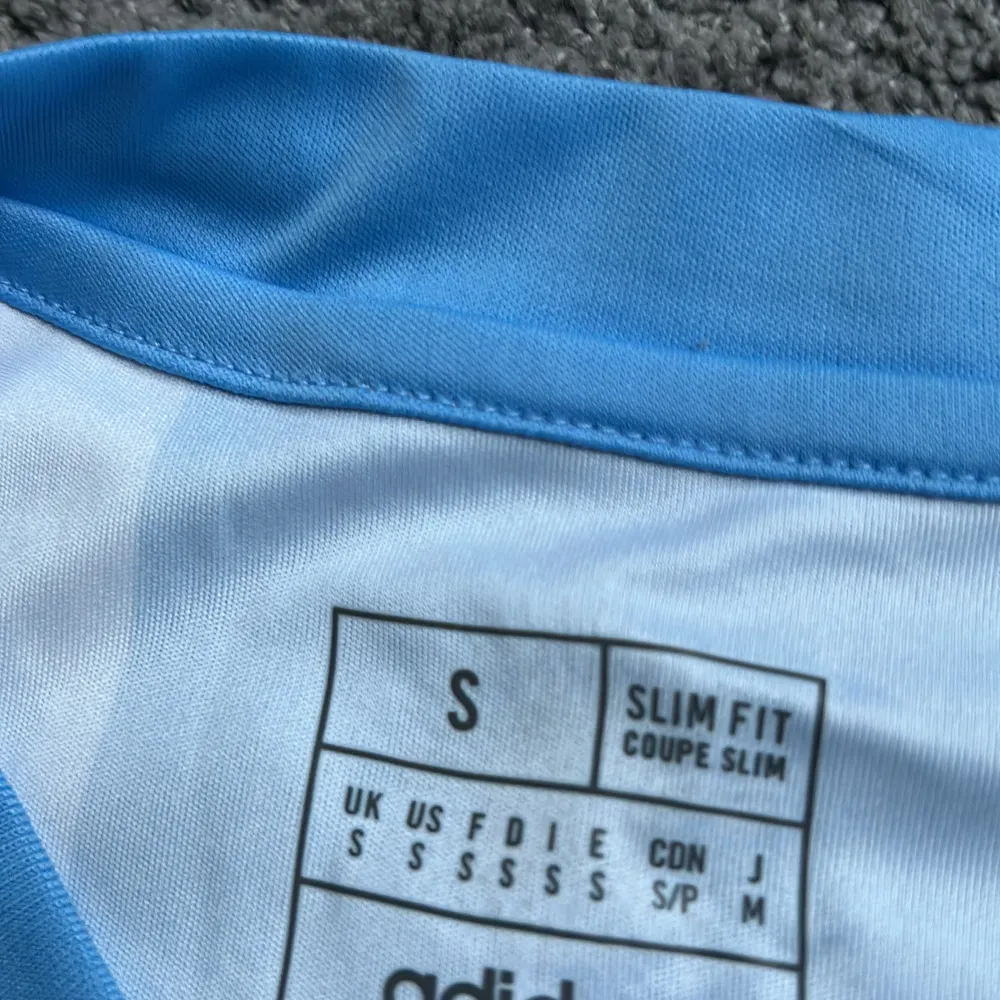 S
SLIM FIT
COUPE SLIM
UK US F D I E CDN J
S S S S S S S/P M